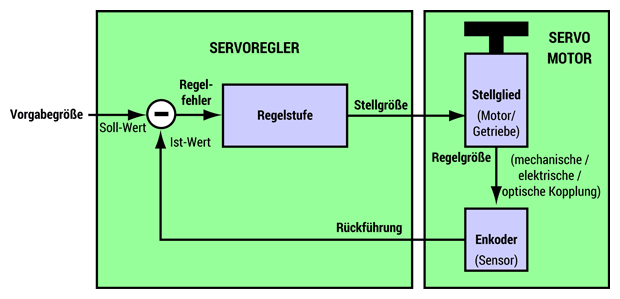 SERVOREGLER
SERVO
MOTOR
Regel-
fehler
Vorgabegröße
Soll-Wert
Ist-Wert
Regelstufe
Stellgröße
Stellglied
(Motor/
Getriebe)
Regelgröße
(mechanische /
elektrische /
optische Kopplung)
Rückführung
Enkoder
(Sensor)